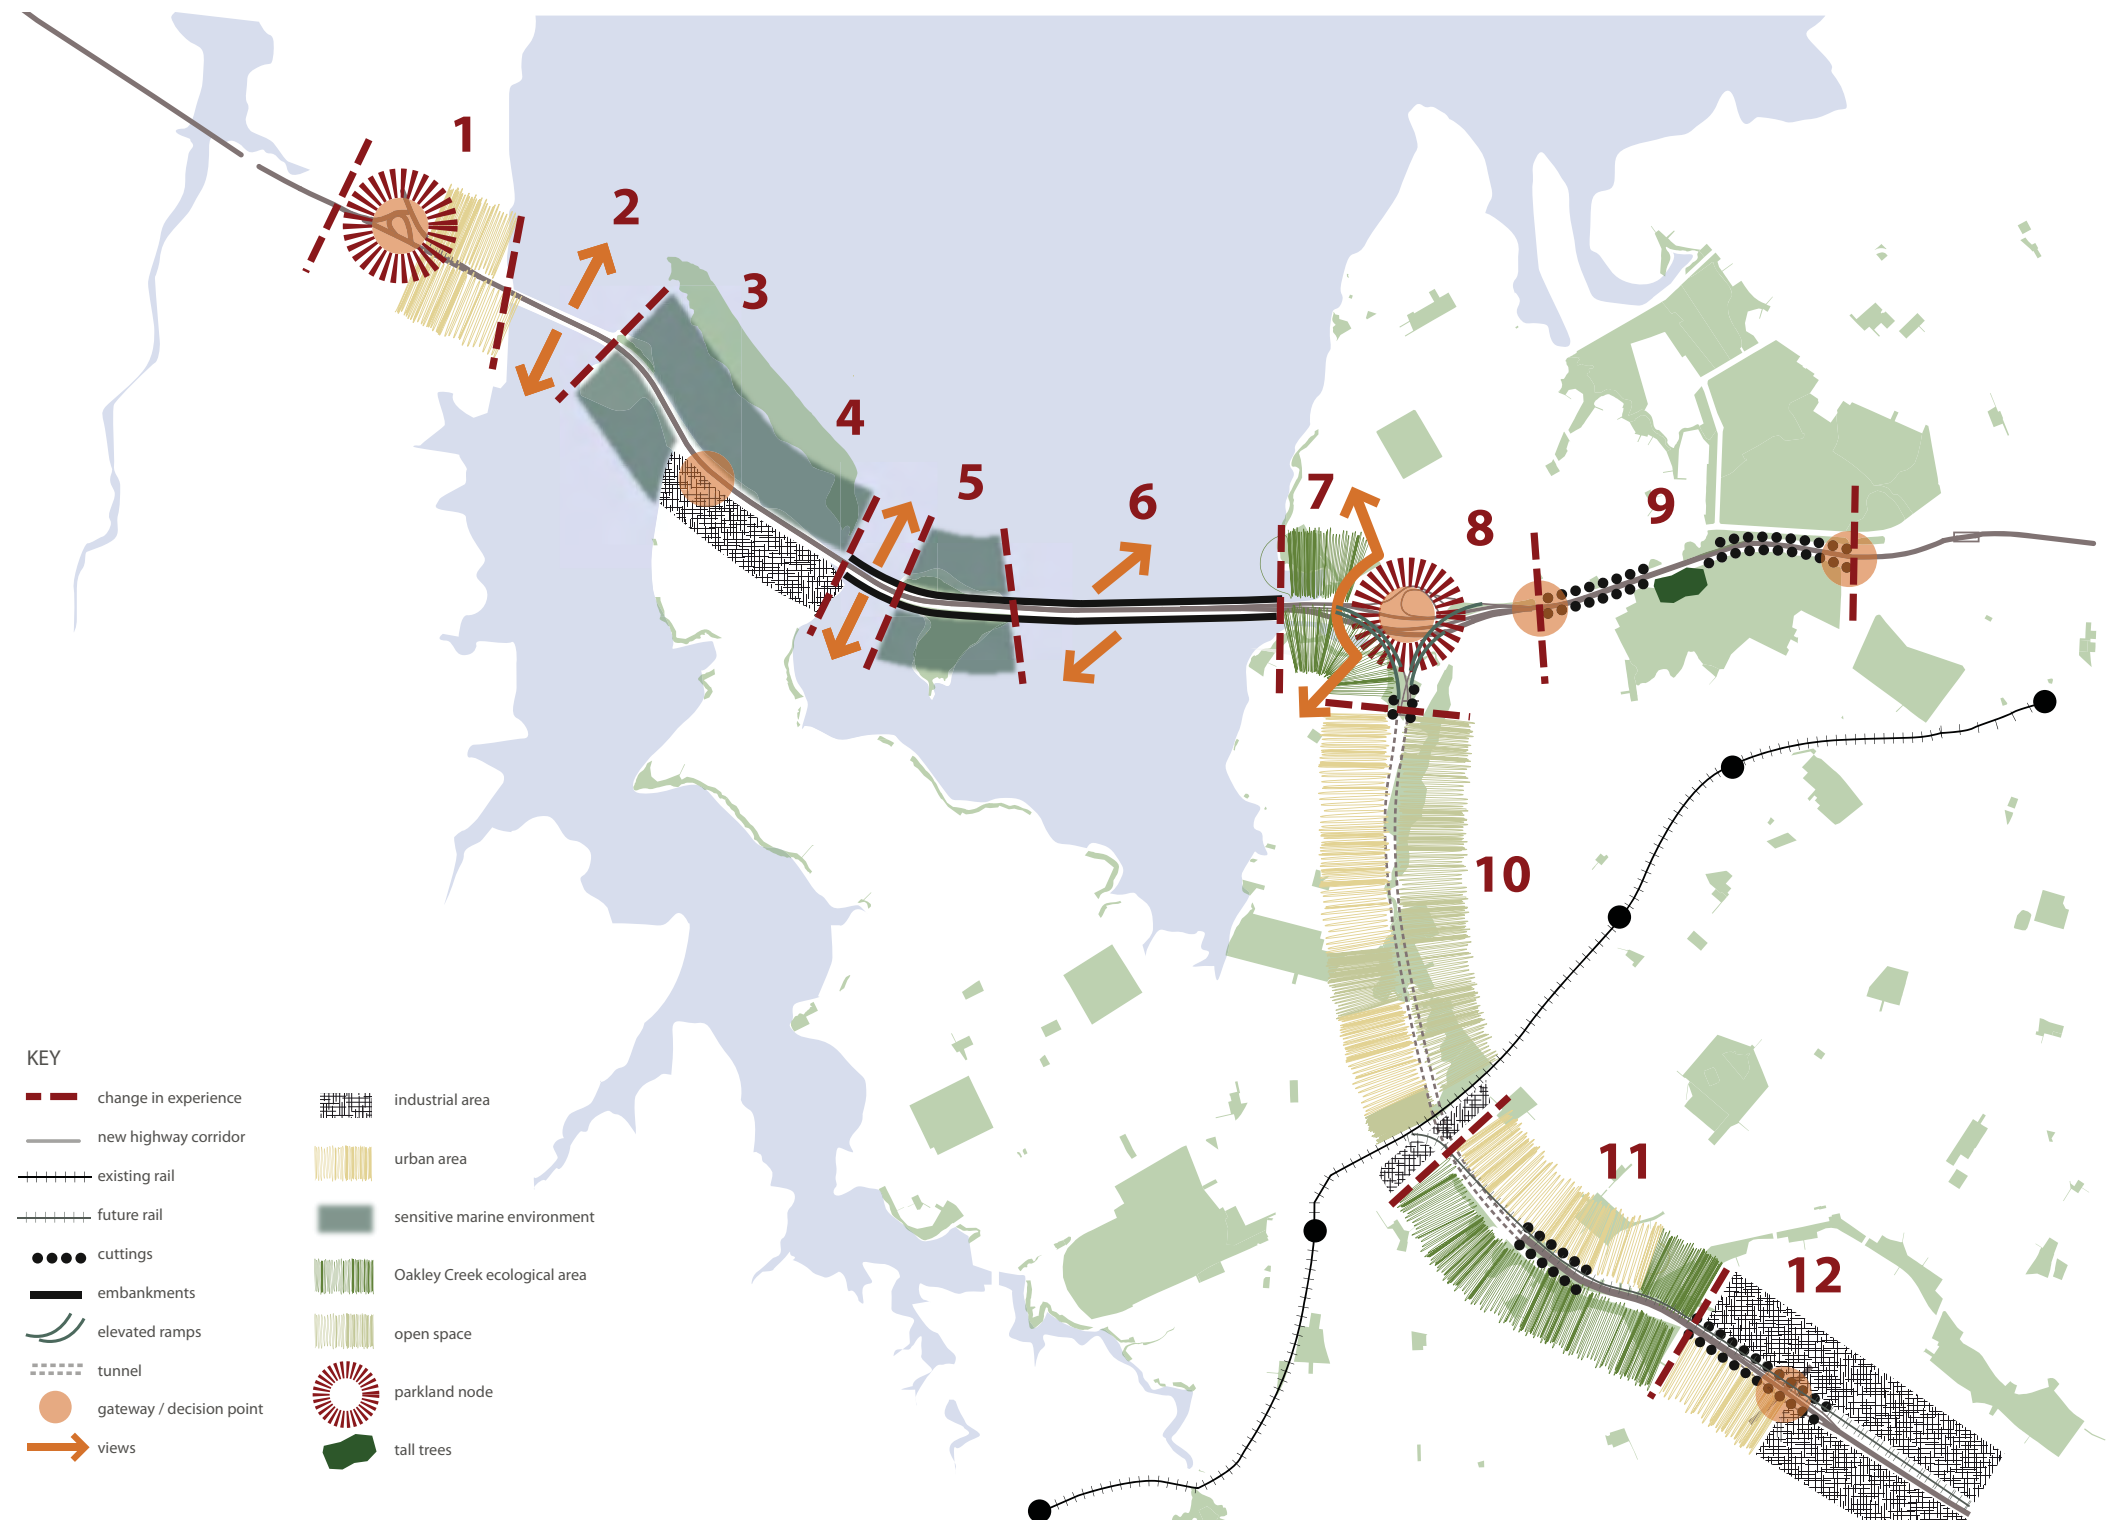 1
2
3
4
5
6
7
8
9
10
11
12
KEY
change in experience
new highway corridor
existing rail
future rail
cuttings
embankments
elevated ramps
tunnel
gateway / decision point
views
industrial area
urban area
sensitive marine environment
Oakley Creek ecological area
open space
parkland node
tall trees